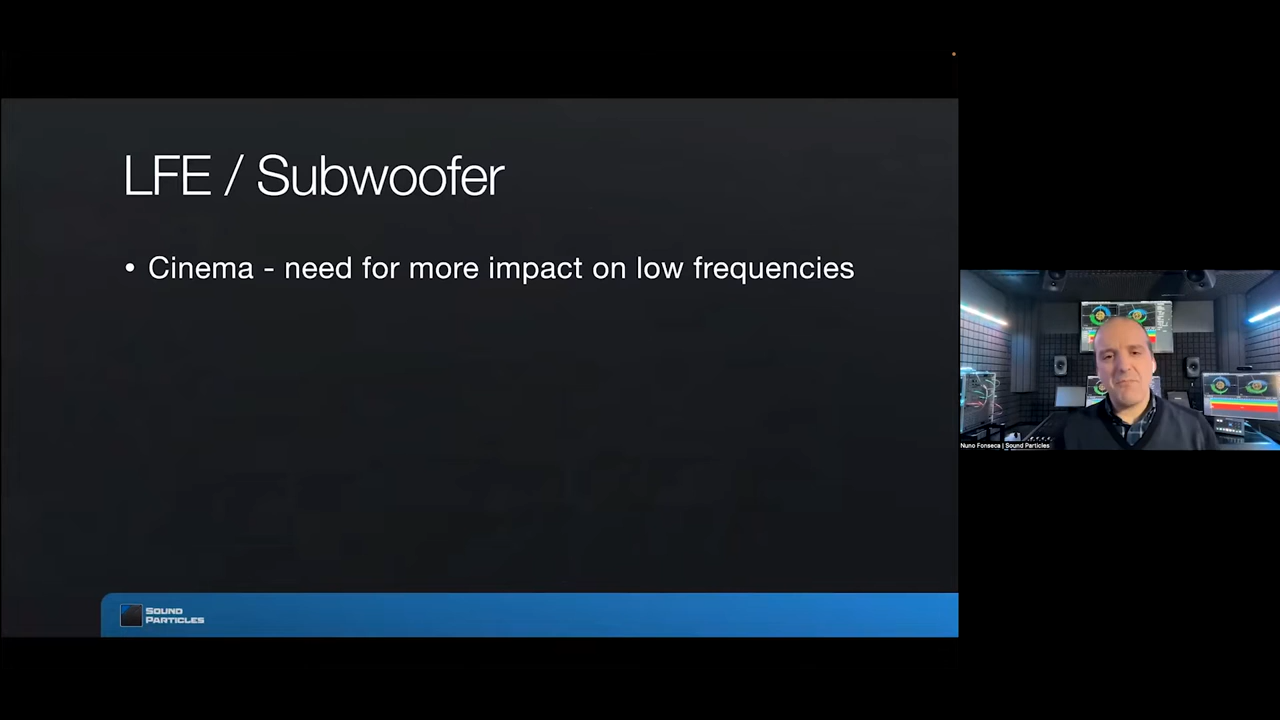 LFE / Subwoofer
• Cinema - need for more impact on low frequencies
SOUND
PARTICLES
Nuno Fonseca | Sound Particles